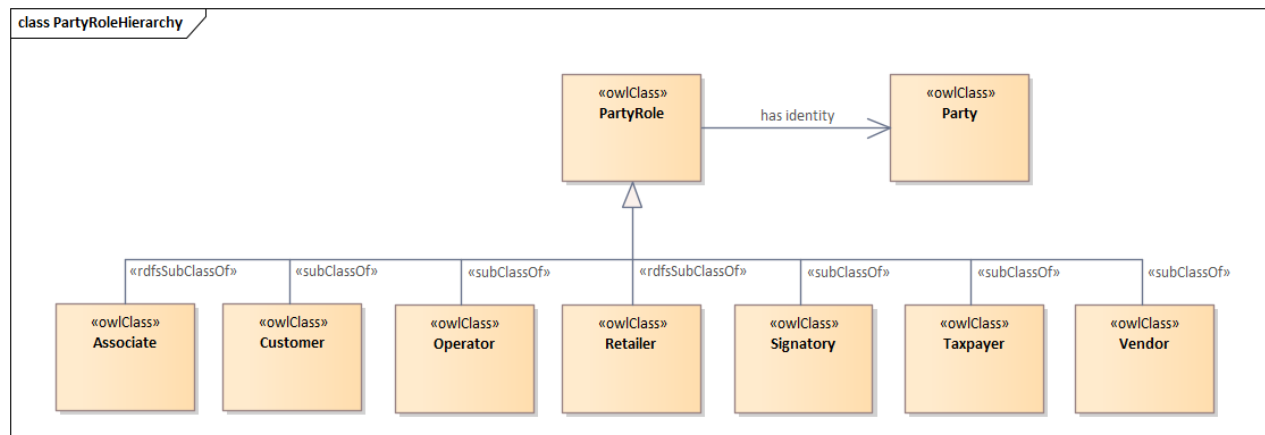 class PartyRoleHierarchy
«owlClass»
PartyRole
has identity
«owlClass»
Party
«rdfsSubClassOf»
«subClassOf»
«subClassOf»
«rdfsSubClassOf»
«subClassOf»
«subClassOf»
«subClassOf»
«owlClass»
Associate
«owlClass»
Customer
«owlClass»
Operator
«owlClass»
Retailer
«owlClass»
Signatory
«owlClass»
Taxpayer
«owlClass»
Vendor